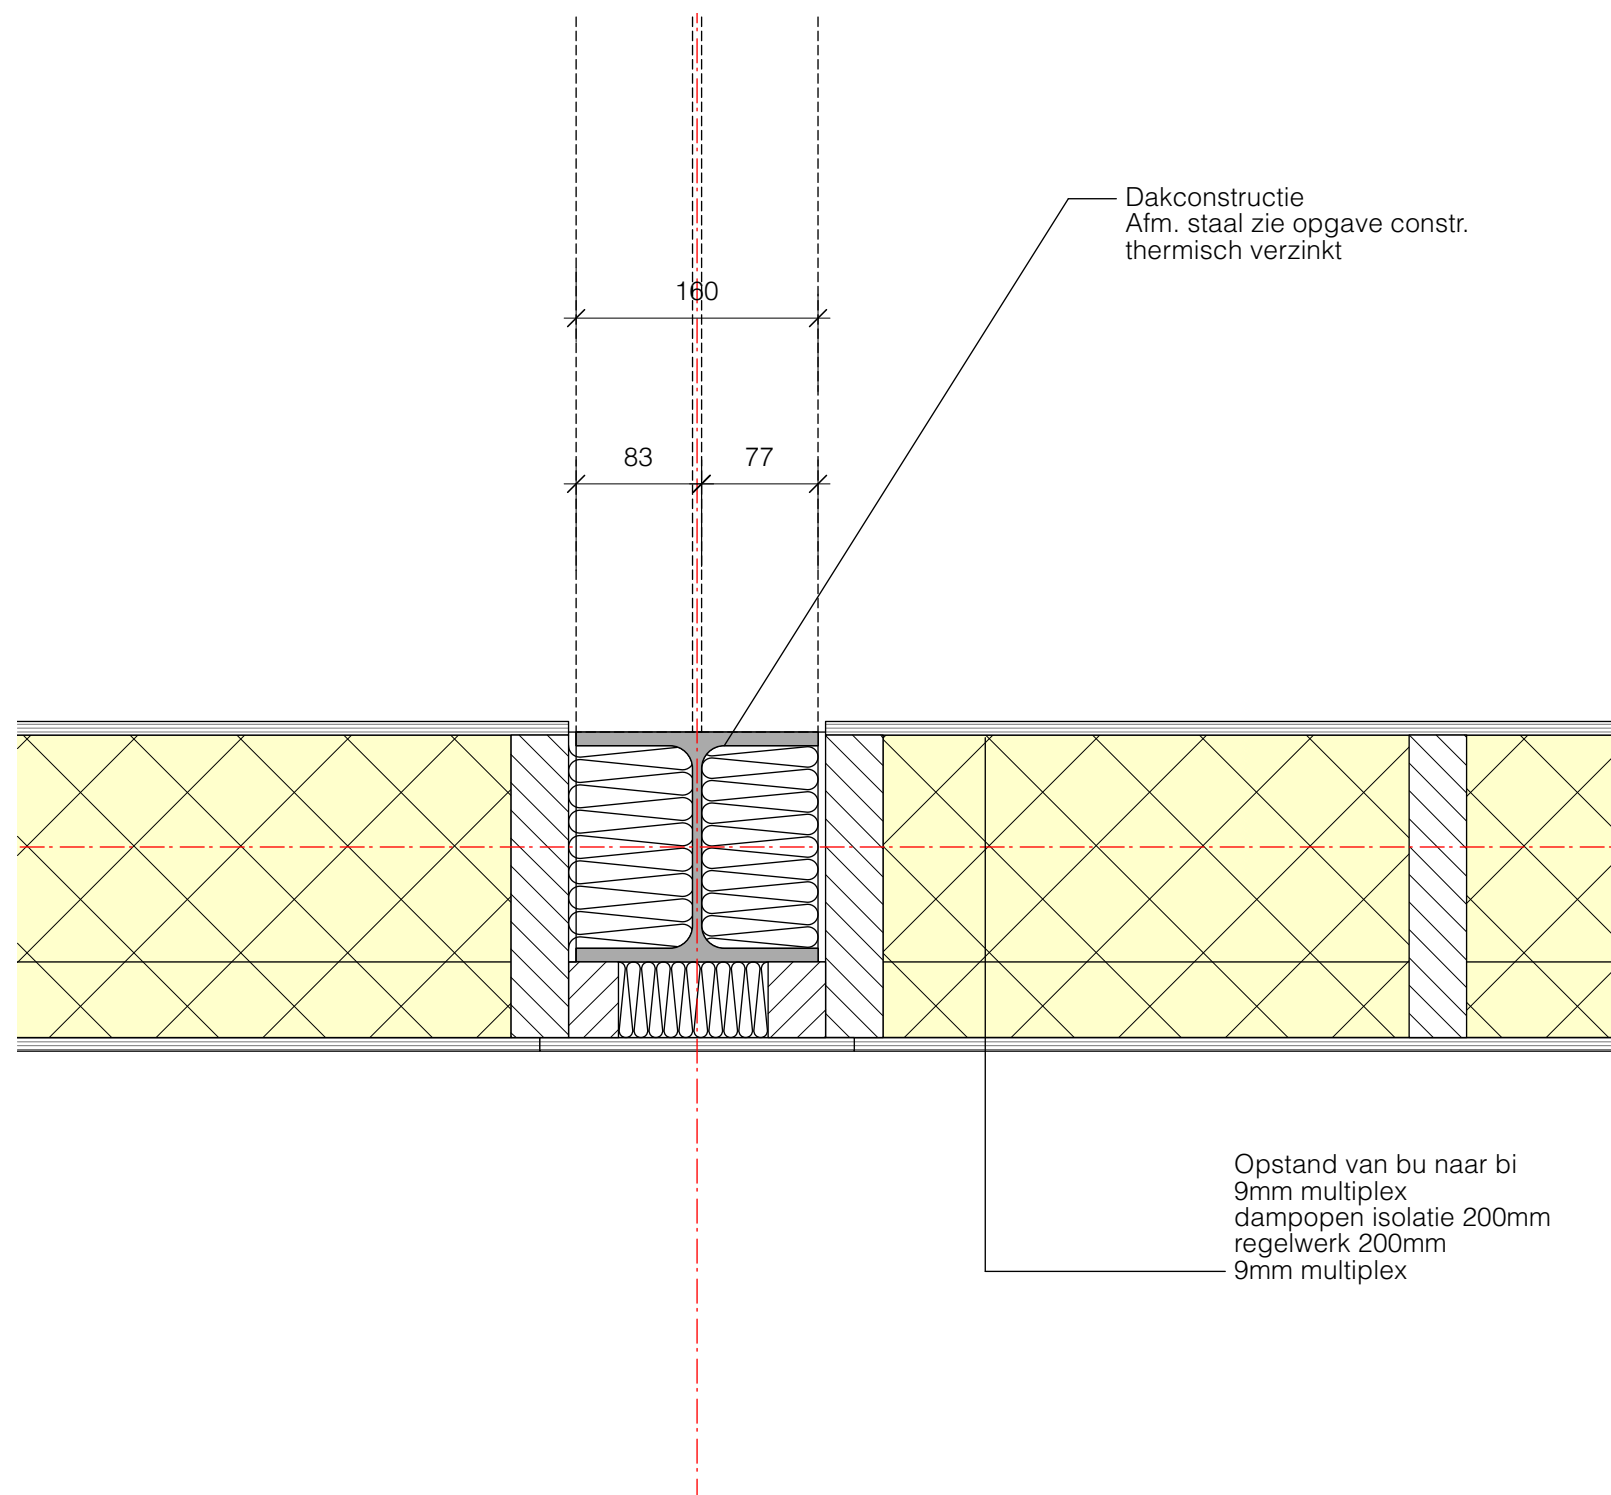 Dakconstructie
Afm. staal zie opgave constr.
thermisch verzinkt
160
83 77
Opstand van bu naar bi
9mm multiplex
dampopen isolatie 200mm
regelwerk 200mm
9mm multiplex